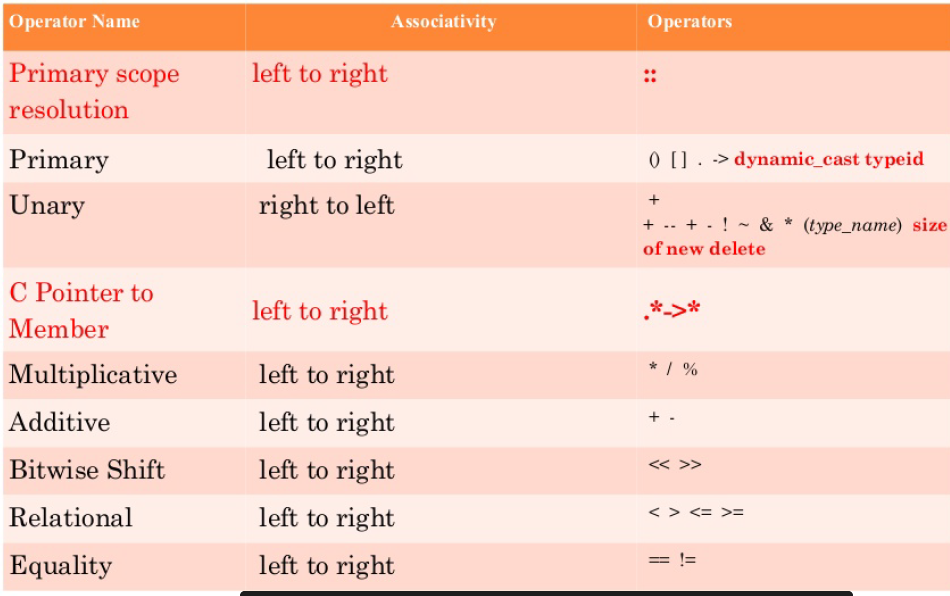 Operator Name Associativity Operators
Primary scope left to right ::
resolution
Primary left to right () [ ] . -> dynamic_cast typeid
Unary right to left +
+ -- + - ! ~ & * (type_name) size
of new delete
C Pointer to
Member left to right .*->*
Multiplicative left to right * / %
Additive left to right + -
Bitwise Shift left to right << >>
Relational left to right < > <= >=
Equality left to right == !=